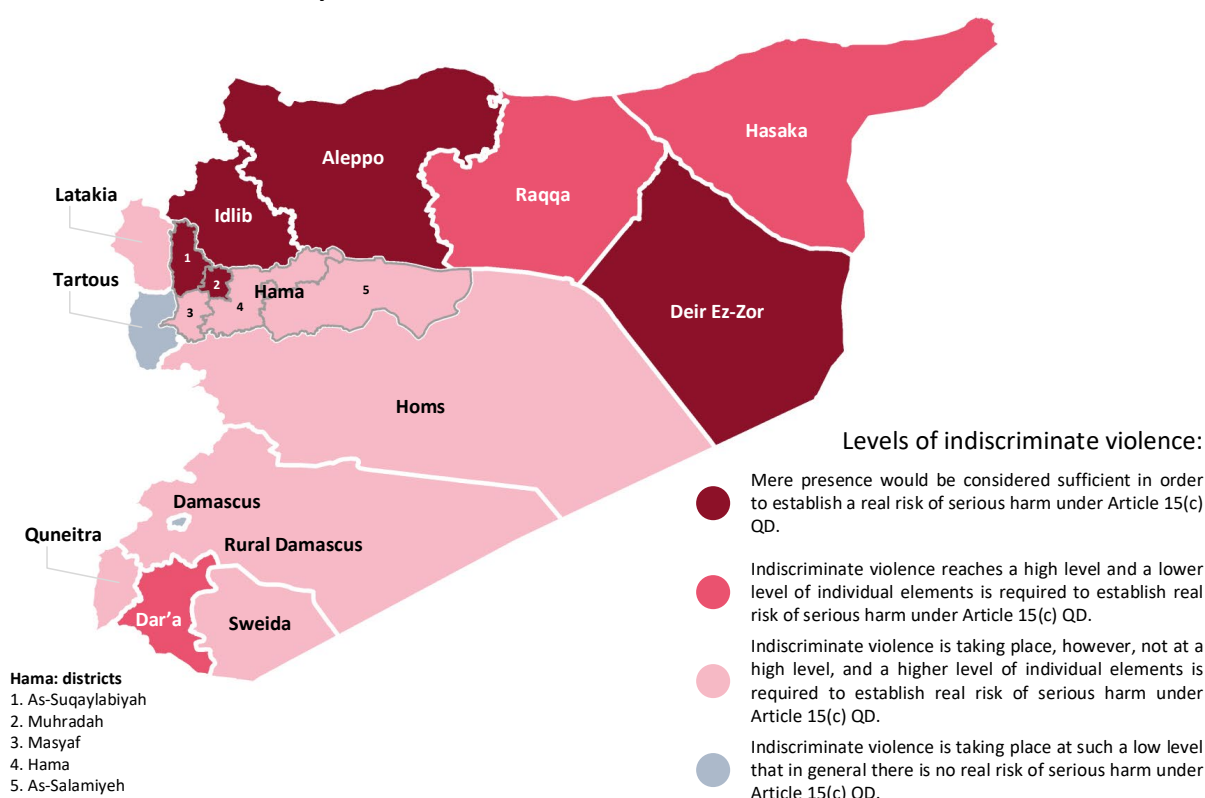 Aleppo
Hasaka
Raqqa
Latakia
Idlib
Tartous
1
2
Hama
5
3
4
Deir Ez-Zor
Homs
Damascus
Quneitra
Rural Damascus
Dar’a
Sweida
Levels of indiscriminate violence:
Mere presence would be considered sufficient in order
to establish a real risk of serious harm under Article 15(c)
QD.
Indiscriminate violence reaches a high level and a lower
level of individual elements is required to establish real
risk of serious harm under Article 15(c) QD.
Indiscriminate violence is taking place, however, not at a
high level, and a higher level of individual elements is
required to establish real risk of serious harm under
Article 15(c) QD.
Indiscriminate violence is taking place at such a low level
that in general there is no real risk of serious harm under
Article 15(c) QD.
Hama: districts
1. As-Suqaylabiyah
2. Muhradah
3. Masyaf
4. Hama
5. As-Salamiyeh